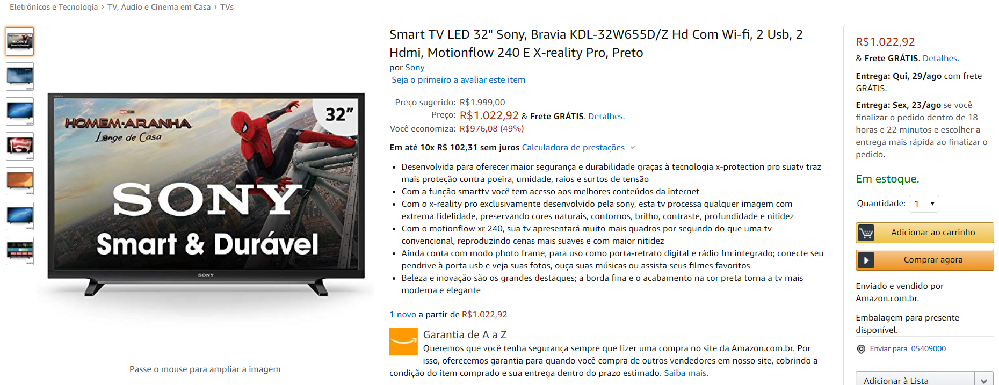 Eletrônicos e Tecnologia › TV, Áudio e Cinema em Casa › TVs
Smart TV LED 32" Sony, Bravia KDL-32W655D/Z Hd Com Wi-fi, 2 Usb, 2
Hdmi, Motionflow 240 E X-reality Pro, Preto
por Sony
Seja o primeiro a avaliar este item
Preço sugerido: R$1.999,00
Preço: R$1.022,92 & Frete GRÁTIS. Detalhes.
Você economiza: R$976,08 (49%)
Em até 10x R$ 102,31 sem juros Calculadora de prestações
• Desenvolvida para oferecer maior segurança e durabilidade graças à tecnologia x-protection pro suatv traz
mais proteção contra poeira, umidade, raios e surtos de tensão
• Com a função smarttv você tem acesso aos melhores conteúdos da internet
• Com o x-reality pro exclusivamente desenvolvido pela sony, esta tv processa qualquer imagem com
extrema fidelidade, preservando cores naturais, contornos, brilho, contraste, profundidade e nitidez
• Com o motionflow xr 240, sua tv apresentará muito mais quadros por segundo do que uma tv
convencional, reproduzindo cenas mais suaves e com maior nitidez
• Ainda conta com modo photo frame, para uso como porta-retrato digital e rádio fm integrado; conecte seu
pendrive à porta usb e veja suas fotos, ouça suas músicas ou assista seus filmes favoritos
• Beleza e inovação são os grandes destaques; a borda fina e o acabamento na cor preta torna a tv mais
moderna e elegante
1 novo a partir de R$1.022,92
Garantia de A a Z
Queremos que você tenha segurança sempre que fizer uma compra no site da Amazon.com.br. Por
isso, oferecemos garantia para quando você compra de outros vendedores em nosso site, cobrindo a
condição do item comprado e sua entrega dentro do prazo estimado. Saiba mais.
32"
HOMEM-ARANHA
Longe de Casa
SONY
Smart & Durável
SONY
Passe o mouse para ampliar a imagem
R$1.022,92
& Frete GRÁTIS. Detalhes.
Entrega: Qui, 29/ago com frete
GRÁTIS.
Entrega: Sex, 23/ago se você
finalizar o pedido dentro de 18
horas e 22 minutos e escolher a
entrega mais rápida ao finalizar o
pedido.
Em estoque.
Quantidade: 1
Adicionar ao carrinho
Comprar agora
Enviado e vendido por
Amazon.com.br.
Embalagem para presente
disponível.
Enviar para 05409000
Adicionar à Lista